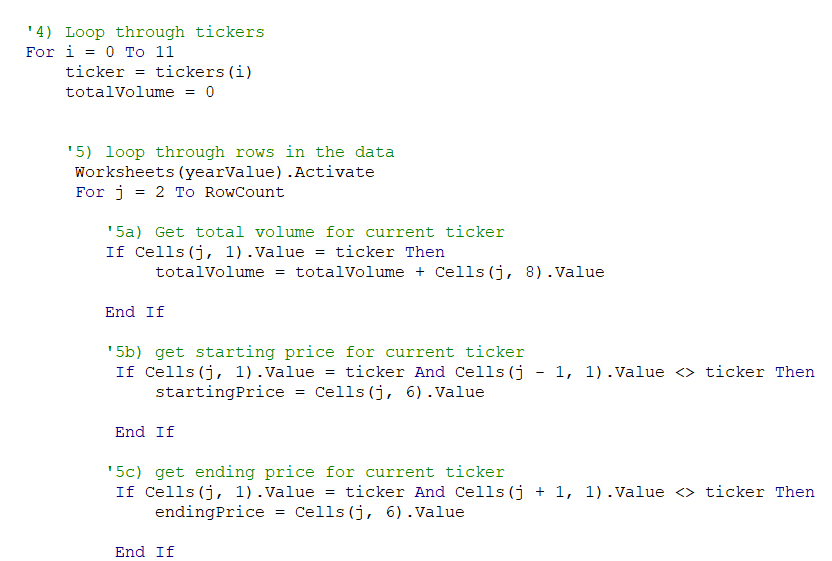 '4) Loop through tickers
For i = 0 To 11
ticker = tickers(i)
totalVolume = 0
'5) loop through rows in the data
Worksheets(yearValue).Activate
For j = 2 To RowCount
'5a) Get total volume for current ticker
If Cells(j, 1).Value = ticker Then
totalVolume = totalVolume + Cells(j, 8).Value
End If
'5b) get starting price for current ticker
If Cells(j, 1).Value = ticker And Cells(j - 1, 1).Value <> ticker Then
startingPrice = Cells(j, 6).Value
End If
'5c) get ending price for current ticker
If Cells(j, 1).Value = ticker And Cells(j + 1, 1).Value <> ticker Then
endingPrice = Cells(j, 6).Value
End If